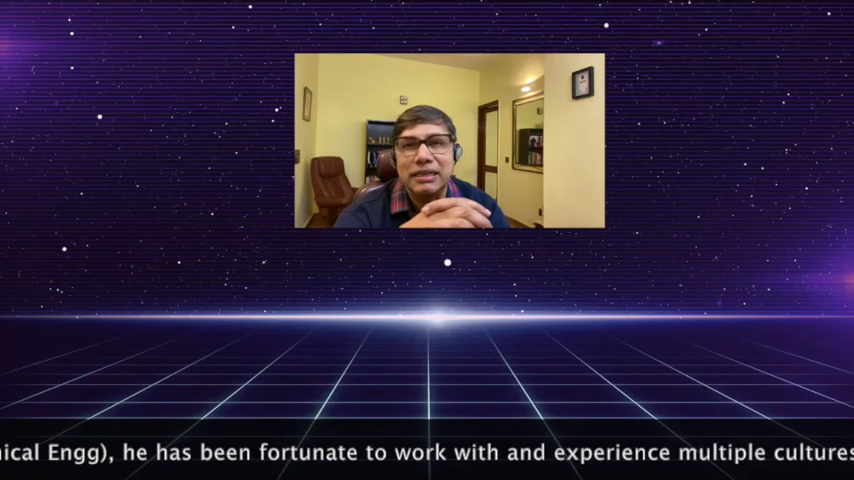 ical Engg), he has been fortunate to work with and experience multiple cultures